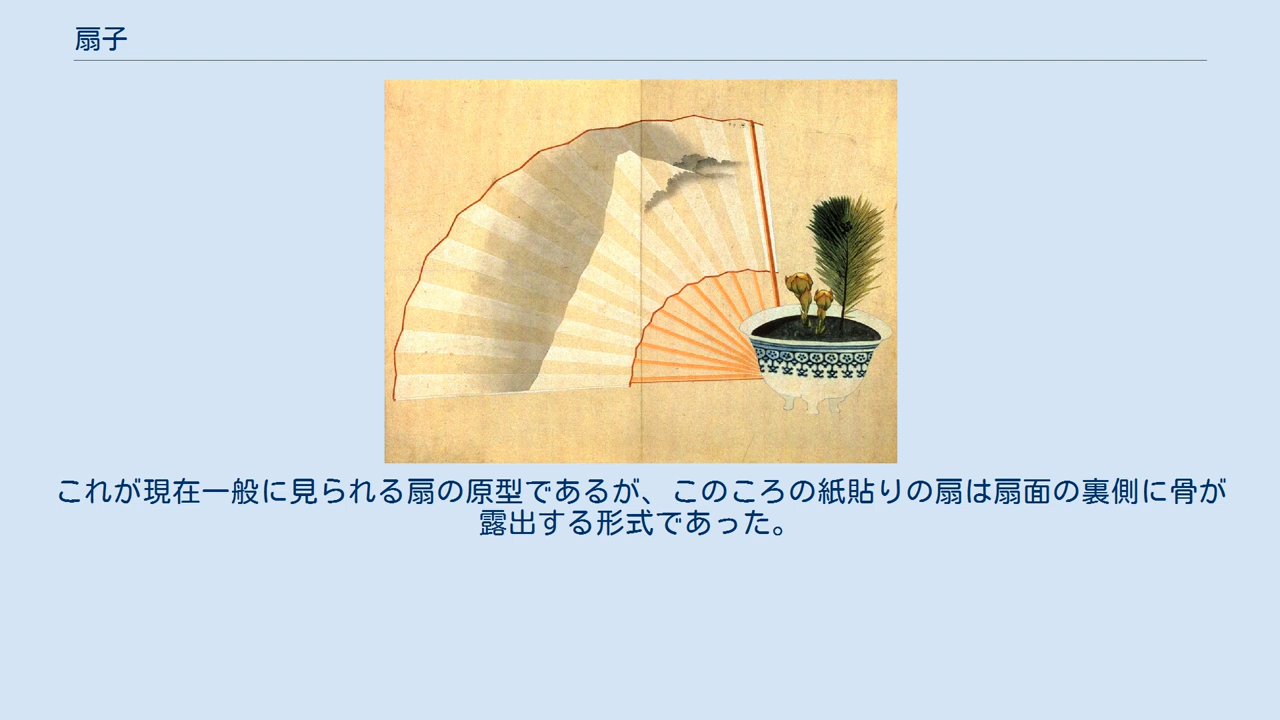 扇子
これが現在一般に見られる扇の原型であるが、このころの紙貼りの扇は扇面の裏側に骨が
露出する形式であった。